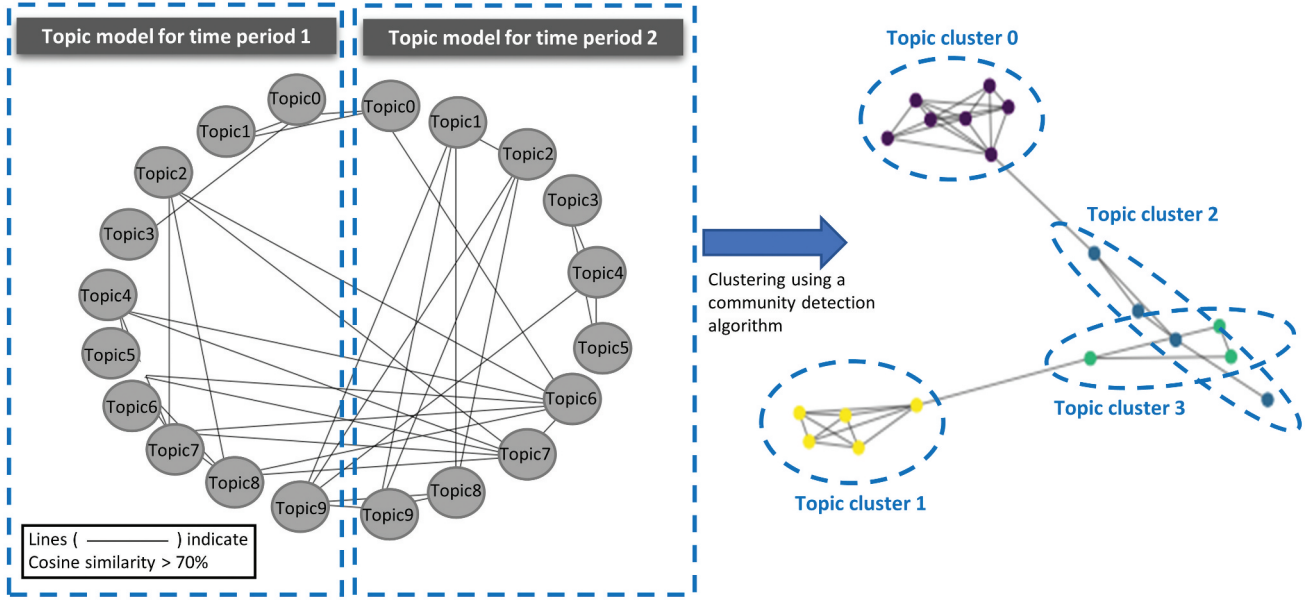 Topic model for time period 1
Topic0
Topic1
Topic2
Topic3
Topic4
Topic5
Topic6
Topic7
Topic8
Topic9
Lines ( ——— ) indicate
Cosine similarity > 70%
Topic model for time period 2
Topic0
Topic1
Topic2
Topic3
Topic4
Topic5
Topic6
Topic7
Topic8
Topic9
Clustering using a
community detection
algorithm
Topic cluster 0
Topic cluster 2
Topic cluster 3
Topic cluster 1